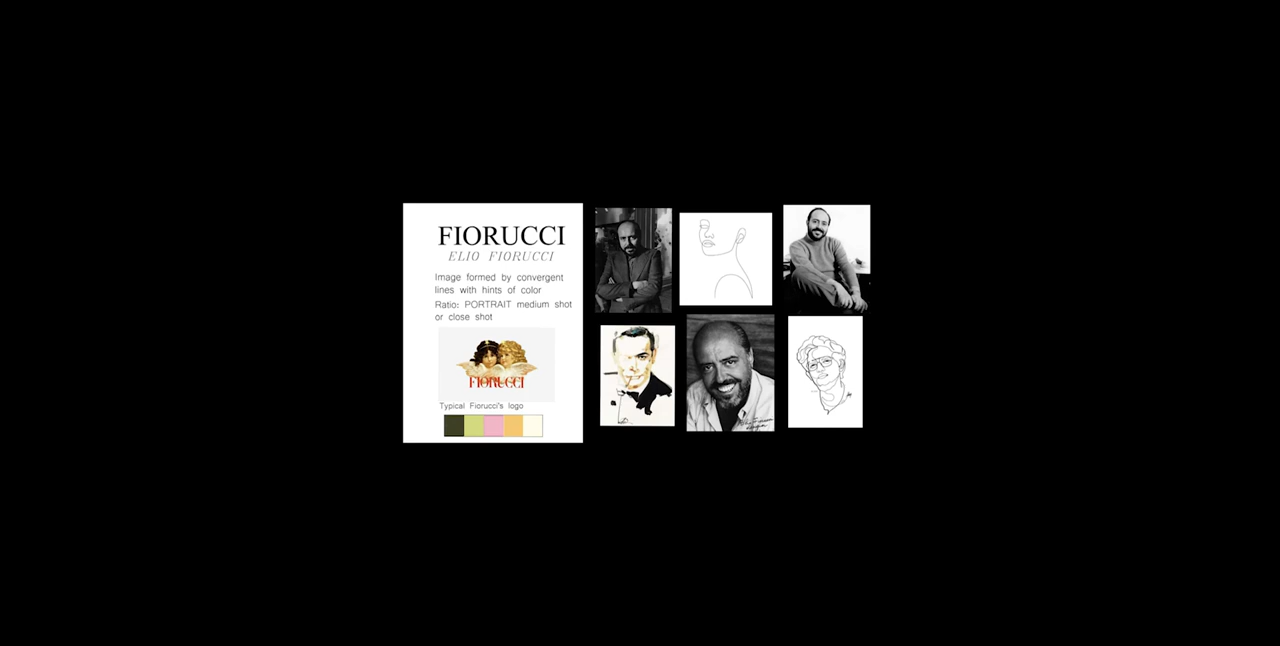 FIORUCCI
ELIO FIORUCCI
Image formed by convergent
lines with hints of color
Ratio: PORTRAIT medium shot
or close shot
FIORUCCI
Typical Fiorucci's logo